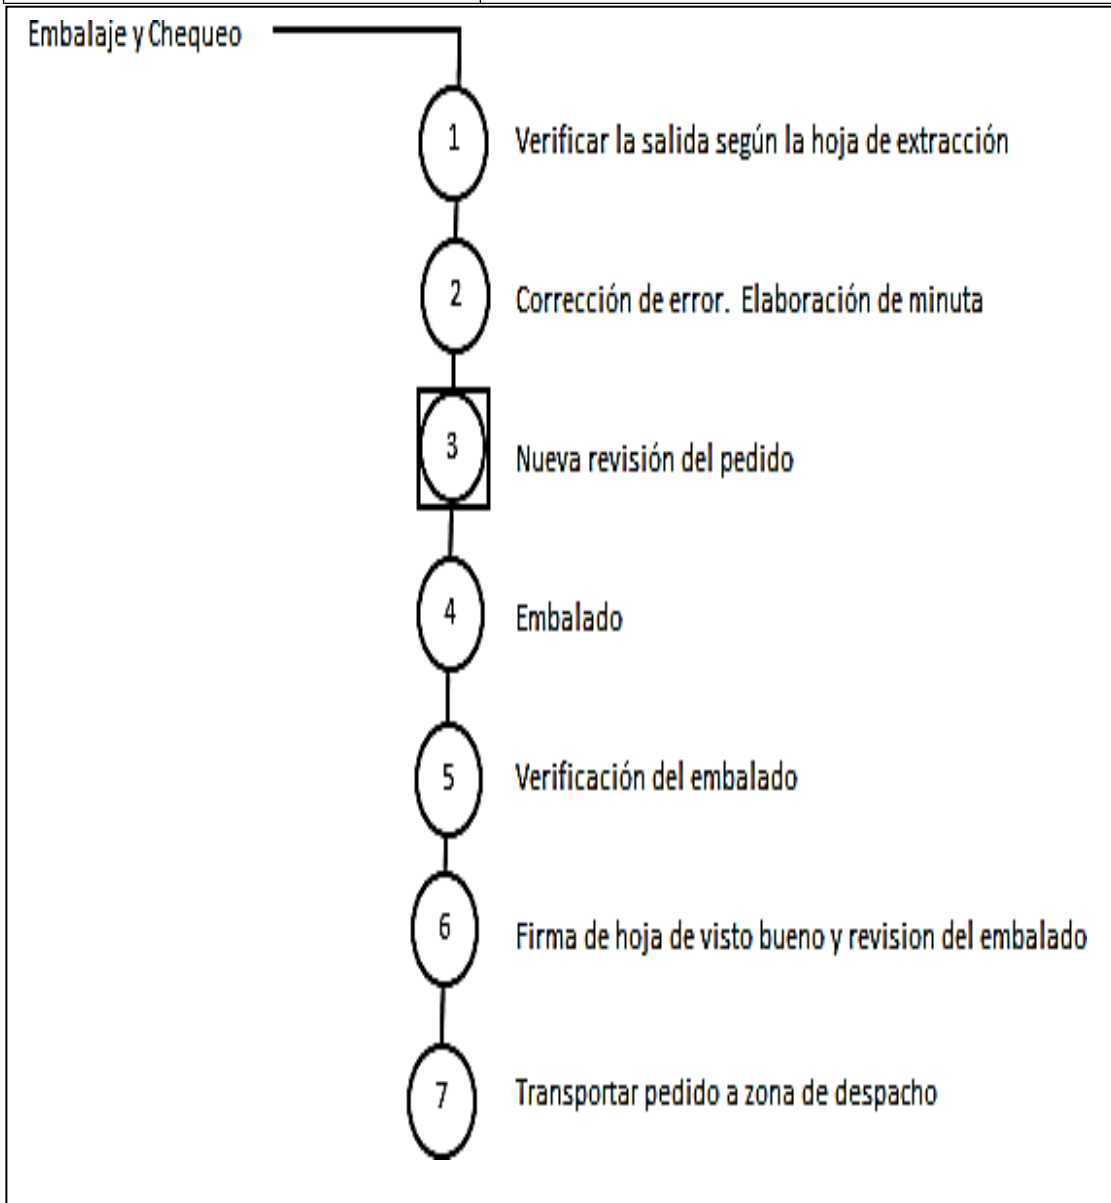 Embalaje y Chequeo
1 Verificar la salida según la hoja de extracción
2 Corrección de error. Elaboración de minuta
3 Nueva revisión del pedido
4 Embalado
5 Verificación del embalado
6 Firma de hoja de visto bueno y revision del embalado
7 Transportar pedido a zona de despacho